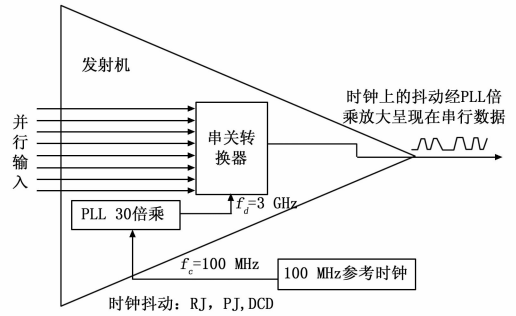 发射机
时钟上的抖动经PLL倍
乘放大呈现在串行数据
并行输入
串关转
换器
PLL 30倍乘
f_d=3 GHz
f_c=100 MHz
100 MHz参考时钟
时钟抖动：RJ，PJ,DCD